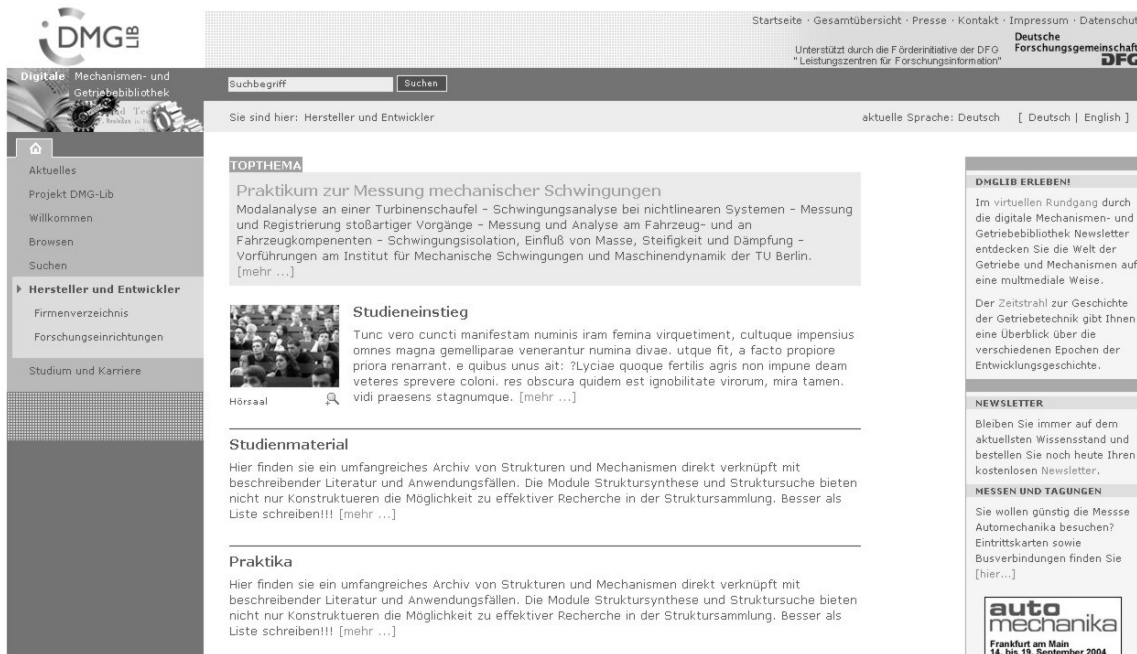 DMG LIB
Startseite · Gesamtübersicht · Presse · Kontakt · Impressum · Datenschut
Unterstützt durch die Förderinitiative der DFG
"Leistungszentren für Forschungsinformation"
Deutsche
Forschungsgemeinschaft
DFG
Digitale Mechanismen- und
Getriebebibliothek
Suchbegriff
Suchen
Sie sind hier: Hersteller und Entwickler
aktuelle Sprache: Deutsch [ Deutsch | English ]
Aktuelles
Projekt DMG-Lib
Willkommen
Browsen
Suchen
Hersteller und Entwickler
Firmenverzeichnis
Forschungseinrichtungen
Studium und Karriere
TOPTHEMA
Praktikum zur Messung mechanischer Schwingungen
Modalanalyse an einer Turbinenschaufel - Schwingungsanalyse bei nichtlinearen Systemen - Messung
und Registrierung stoßartiger Vorgänge - Messung und Analyse am Fahrzeug- und an
Fahrzeugkompenenten - Schwingungsisolation, Einfluß von Masse, Steifigkeit und Dämpfung -
Vorführungen am Institut für Mechanische Schwingungen und Maschinendynamik der TU Berlin.
[mehr ...]
Studieneinstieg
Tunc vero cuncti manifestam numinis iram femina virquetiment, cultuque impensius
omnes magna gemelliparae venerantur numina divae. utque fit, a facto propiore
priora renarrant. e quibus unus ait: ?Lyciae quoque fertilis agris non impune deam
veteres sprevere coloni. res obscura quidem est ignobilitate virorum, mira tamen.
vidi praesens stagnumque. [mehr ...]
Hörsaal
Studienmaterial
Hier finden sie ein umfangreiches Archiv von Strukturen und Mechanismen direkt verknüpft mit
beschreibender Literatur und Anwendungsfällen. Die Module Struktursynthese und Struktursuche bieten
nicht nur Konstruktueren die Möglichkeit zu effektiver Recherche in der Struktursammlung. Besser als
Liste schreiben!!! [mehr ...]
Praktika
Hier finden sie ein umfangreiches Archiv von Strukturen und Mechanismen direkt verknüpft mit
beschreibender Literatur und Anwendungsfällen. Die Module Struktursynthese und Struktursuche bieten
nicht nur Konstruktueren die Möglichkeit zu effektiver Recherche in der Struktursammlung. Besser als
Liste schreiben!!! [mehr ...]
DMGLIB ERLEBEN!
Im virtuellen Rundgang durch
die digitale Mechanismen- und
Getriebebibliothek Newsletter
entdecken Sie die Welt der
Getriebe und Mechanismen auf
eine multmediale Weise.
Der Zeitstrahl zur Geschichte
der Getriebetechnik gibt Ihnen
eine Überblick über die
verschiedenen Epochen der
Entwicklungsgeschichte.
NEWSLETTER
Bleiben Sie immer auf dem
aktuellsten Wissensstand und
bestellen Sie noch heute Ihren
kostenlosen Newsletter.
MESSEN UND TAGUNGEN
Sie wollen günstig die Messse
Automechanika besuchen?
Eintrittskarten sowie
Busverbindungen finden Sie
[hier...]
auto
mechanika
Frankfurt am Main
14. bis 19. September 2004